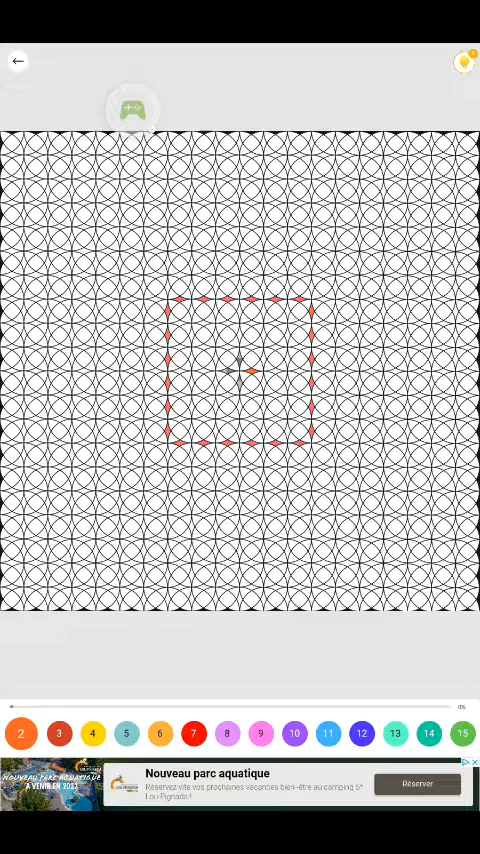 0%
2
3
4
5
6
7
8
9
10
11
12
13
14
15
NOUVEAU PARC AQUATIQUE
A VENIR EN 2023
Nouveau parc aquatique
Réservez vite vos prochaines vacances bien-être au camping 5*
Lou Pignada !
Réserver